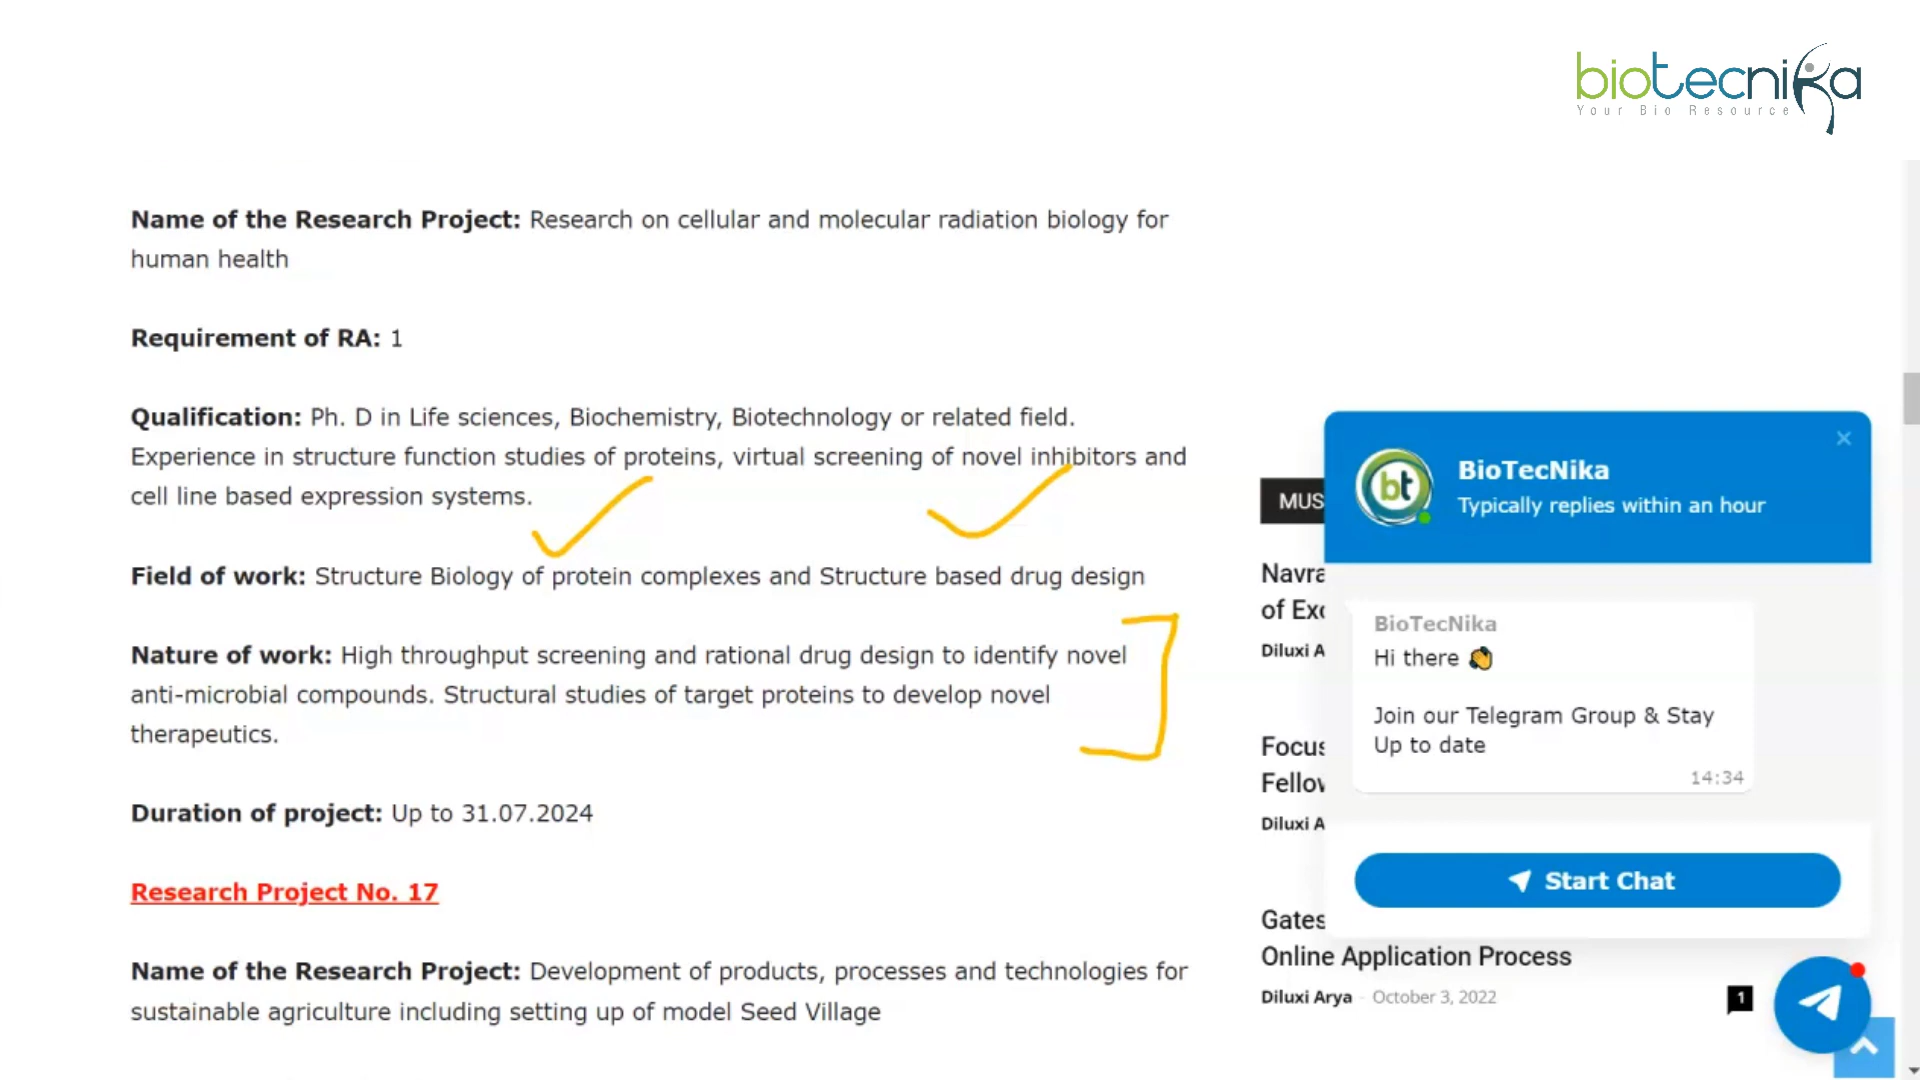 biotecnika
Your Bio Resource
Name of the Research Project: Research on cellular and molecular radiation biology for
human health
Requirement of RA: 1
Qualification: Ph. D in Life sciences, Biochemistry, Biotechnology or related field.
Experience in structure function studies of proteins, virtual screening of novel inhibitors and
cell line based expression systems.
Field of work: Structure Biology of protein complexes and Structure based drug design
Nature of work: High throughput screening and rational drug design to identify novel
anti-microbial compounds. Structural studies of target proteins to develop novel
therapeutics.
Duration of project: Up to 31.07.2024
Research Project No. 17
Name of the Research Project: Development of products, processes and technologies for
sustainable agriculture including setting up of model Seed Village
MUS
Navra
of Exc
Diluxi A
Focus
Fellov
Diluxi A
Gates
Online Application Process
Diluxi Arya - October 3, 2022
1
bt
BioTecNika
Typically replies within an hour
BioTecNika
Hi there
Join our Telegram Group & Stay
Up to date
14:34
Start Chat